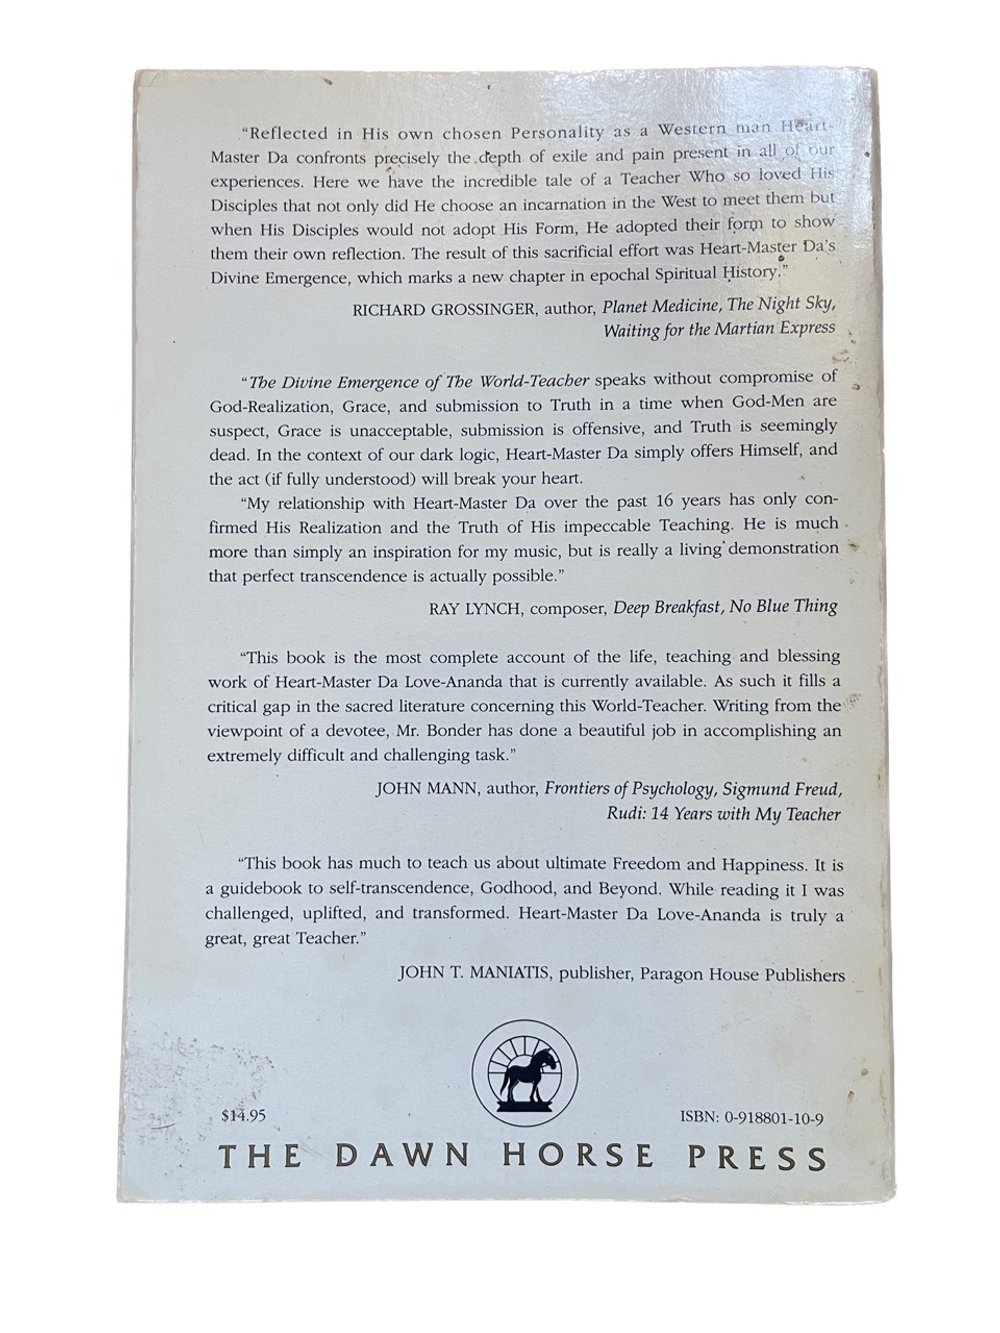 “Reflected in His own chosen Personality as a Western man Heart-
Master Da confronts precisely the depth of exile and pain present in all of our
experiences. Here we have the incredible tale of a Teacher Who so loved His
Disciples that not only did He choose an incarnation in the West to meet them but
when His Disciples would not adopt His Form, He adopted their form to show
them their own reflection. The result of this sacrificial effort was Heart-Master Da’s
Divine Emergence, which marks a new chapter in epochal Spiritual History.”
RICHARD GROSSINGER, author, Planet Medicine, The Night Sky,
Waiting for the Martian Express
“The Divine Emergence of The World-Teacher speaks without compromise of
God-Realization, Grace, and submission to Truth in a time when God-Men are
suspect, Grace is unacceptable, submission is offensive, and Truth is seemingly
dead. In the context of our dark logic, Heart-Master Da simply offers Himself, and
the act (if fully understood) will break your heart.
“My relationship with Heart-Master Da over the past 16 years has only con-
firmed His Realization and the Truth of His impeccable Teaching. He is much
more than simply an inspiration for my music, but is really a living demonstration
that perfect transcendence is actually possible.”
RAY LYNCH, composer, Deep Breakfast, No Blue Thing
“This book is the most complete account of the life, teaching and blessing
work of Heart-Master Da Love-Ananda that is currently available. As such it fills a
critical gap in the sacred literature concerning this World-Teacher. Writing from the
viewpoint of a devotee, Mr. Bonder has done a beautiful job in accomplishing an
extremely difficult and challenging task.”
JOHN MANN, author, Frontiers of Psychology, Sigmund Freud,
Rudi: 14 Years with My Teacher
“This book has much to teach us about ultimate Freedom and Happiness. It is
a guidebook to self-transcendence, Godhood, and Beyond. While reading it I was
challenged, uplifted, and transformed. Heart-Master Da Love-Ananda is truly a
great, great Teacher.”
JOHN T. MANIATIS, publisher, Paragon House Publishers
$14.95
ISBN: 0-918801-10-9
THE DAWN HORSE PRESS